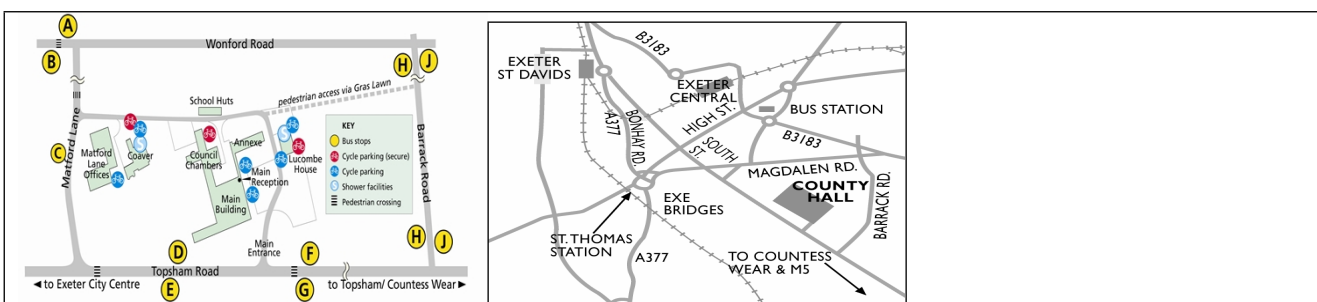 A
B
Wonford Road
H
J
pedestrian access via Gras Lawn
School Huts
Matford Lane
C
Matford
Lane
Offices
Coaver
S
Council
Chambers
Annexe
S
Lucombe
House
Main
Reception
Main
Building
KEY
Bus stops
Cycle parking (secure)
Cycle parking
S
Shower facilities
Pedestrian crossing
Barrack Road
H
J
D
Main
Entrance
F
Topsham Road
to Exeter City Centre
E
G
to Topsham/ Countess Wear
B3183
EXETER
ST DAVIDS
EXETER
CENTRAL
A377
BONHAY RD.
HIGH ST.
BUS STATION
SOUTH
ST.
B3183
MAGDALEN RD.
COUNTY
HALL
BARRACK RD.
EXE
BRIDGES
ST. THOMAS
STATION
A377
TO COUNTESS
WEAR & M5